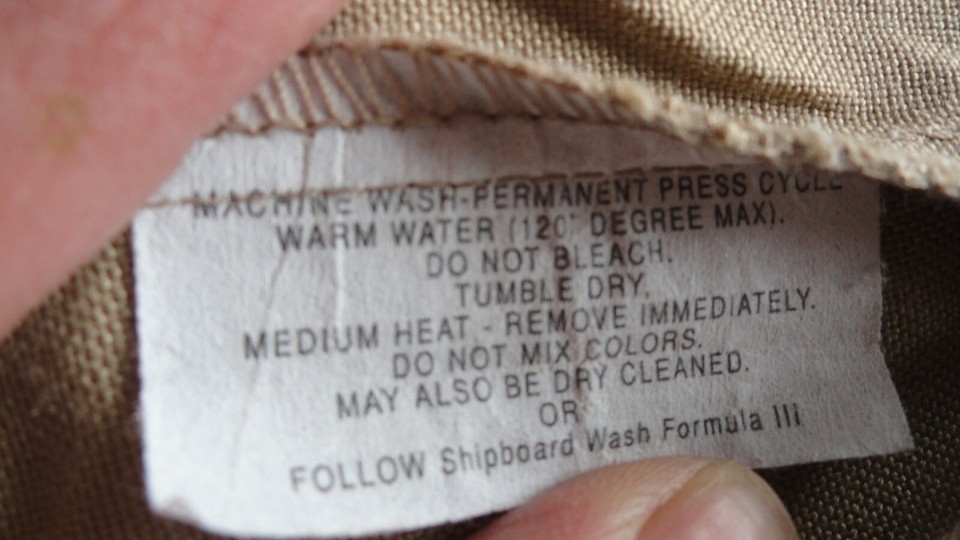 MACHINE WASH-PERMANENT PRESS CYCLE
WARM WATER (120° DEGREE MAX).
DO NOT BLEACH.
TUMBLE DRY,
MEDIUM HEAT - REMOVE IMMEDIATELY.
DO NOT MIX COLORS.
MAY ALSO BE DRY CLEANED.
OR
FOLLOW Shipboard Wash Formula III